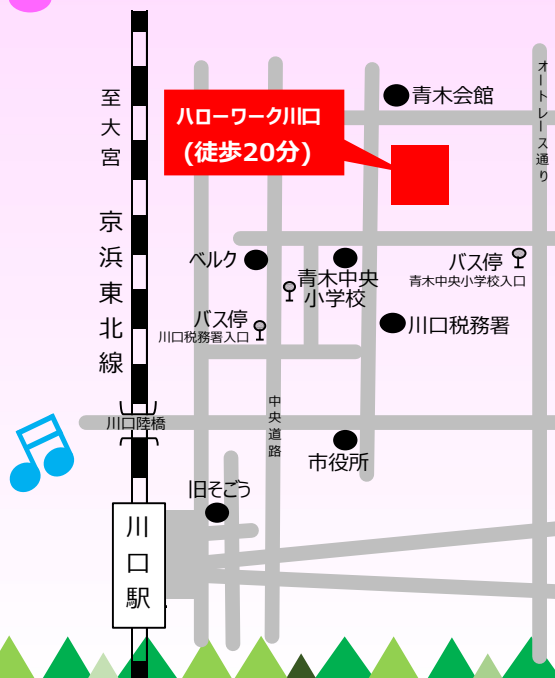 至大宮
京浜東北線
ハローワーク川口
(徒歩20分)
青木会館
オートレース通り
ベルク
青木中央
小学校
バス停
青木中央小学校入口
バス停
川口税務署入口
川口税務署
川口陸橋
中央道路
市役所
旧そごう
川口駅